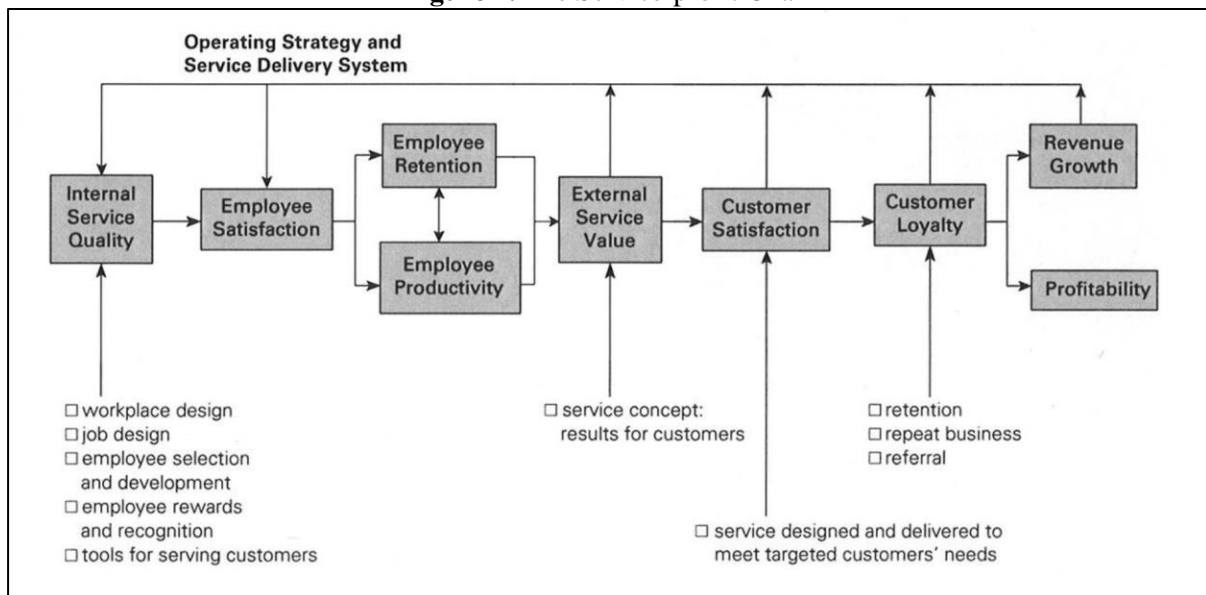 Operating Strategy and
Service Delivery System
Internal
Service
Quality
Employee
Satisfaction
Employee
Retention
Employee
Productivity
External
Service
Value
Customer
Satisfaction
Customer
Loyalty
Revenue
Growth
Profitability
☐ workplace design
☐ job design
☐ employee selection
and development
☐ employee rewards
and recognition
☐ tools for serving customers
☐ service concept:
results for customers
☐ service designed and delivered to
meet targeted customers' needs
☐ retention
☐ repeat business
☐ referral